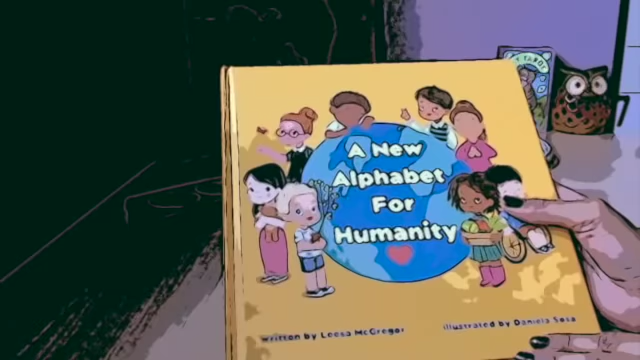 A New
Alphabet
For
Humanity
written by Leesa McGregor
illustrated by Daniela Sosa